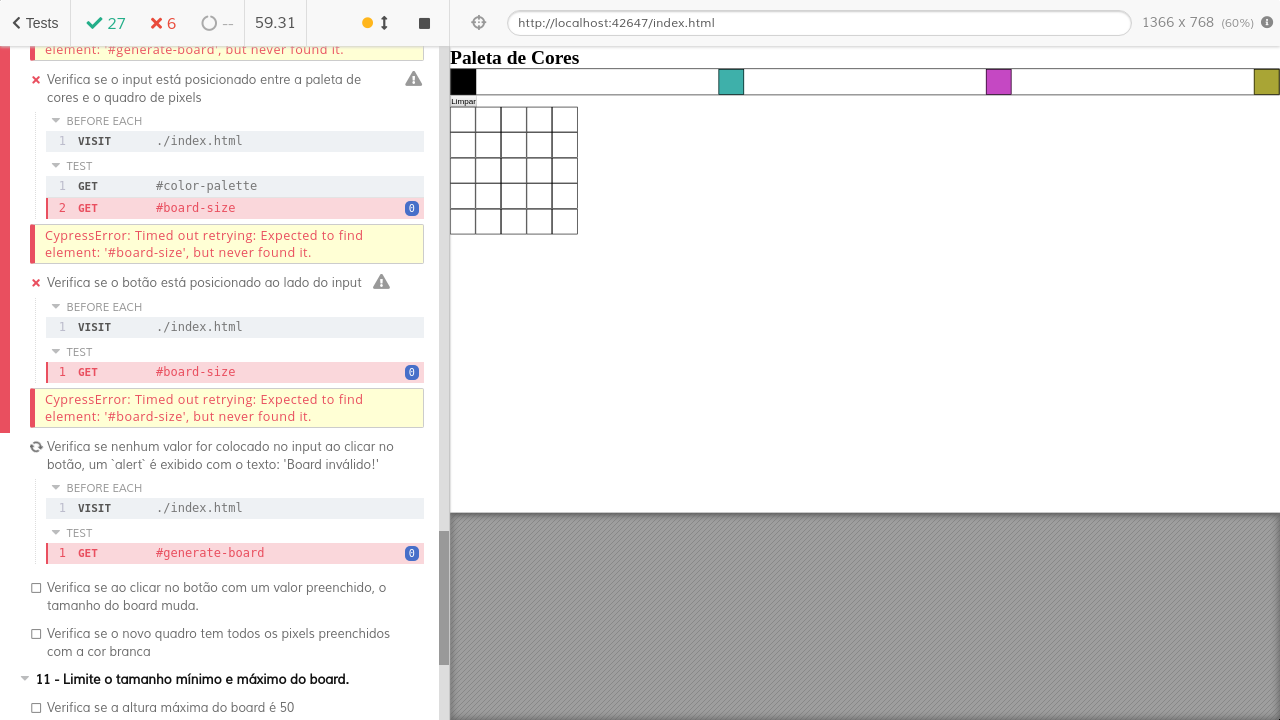 Tests
27
6
--
59.31
http://localhost:42647/index.html
1366 x 768 (60%)
element: '#generate-board', but never found it.
Verifica se o input está posicionado entre a paleta de
cores e o quadro de pixels
BEFORE EACH
1 VISIT ./index.html
TEST
1 GET #color-palette
2 GET #board-size 0
CypressError: Timed out retrying: Expected to find
element: '#board-size', but never found it.
Verifica se o botão está posicionado ao lado do input
BEFORE EACH
1 VISIT ./index.html
TEST
1 GET #board-size 0
CypressError: Timed out retrying: Expected to find
element: '#board-size', but never found it.
Verifica se nenhum valor for colocado no input ao clicar no
botão, um `alert` é exibido com o texto: 'Board inválido!'
BEFORE EACH
1 VISIT ./index.html
TEST
1 GET #generate-board 0
Verifica se ao clicar no botão com um valor preenchido, o
tamanho do board muda.
Verifica se o novo quadro tem todos os pixels preenchidos
com a cor branca
11 - Limite o tamanho mínimo e máximo do board.
Verifica se a altura máxima do board é 50
Paleta de Cores
Limpar